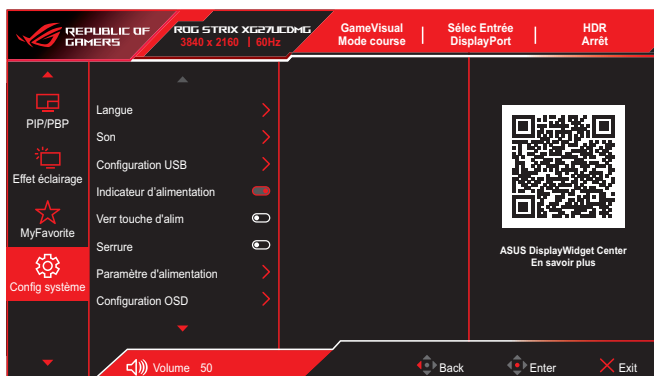 REPUBLIC OF
GAMERS
ROG STRIX XG27UCDMG
3840 x 2160 | 60Hz
GameVisual
Mode course
Sélec Entrée
DisplayPort
HDR
Arrêt
PIP/PBP
Effet éclairage
MyFavorite
Config système
Langue
Son
Configuration USB
Indicateur d'alimentation
Verr touche d'alim
Serrure
Paramètre d'alimentation
Configuration OSD
ASUS DisplayWidget Center
En savoir plus
Volume 50
Back
Enter
Exit